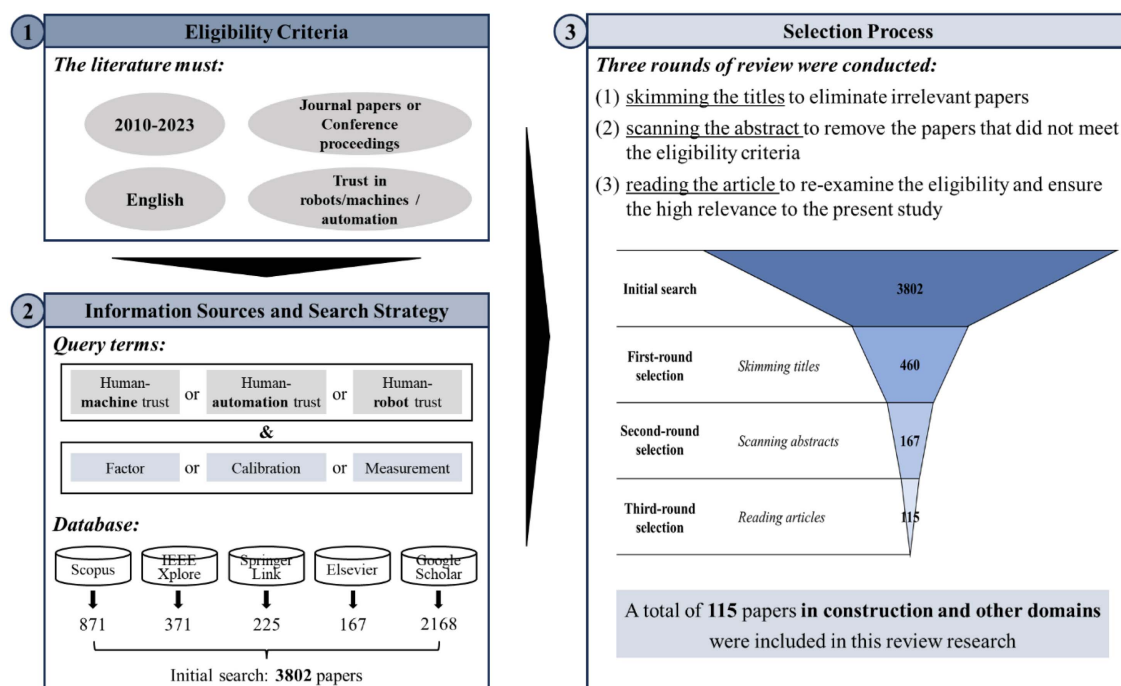 1
Eligibility Criteria
The literature must:
2010-2023
Journal papers or
Conference
proceedings
English
Trust in
robots/machines /
automation
2
Information Sources and Search Strategy
Query terms:
Human-
machine trust
or
Human-
automation trust
or
Human-
robot trust
&
Factor or Calibration or Measurement
Database:
Scopus
IEEE
Xplore
Springer
Link
Elsevier
Google
Scholar
871 371 225 167 2168
Initial search: 3802 papers
3
Selection Process
Three rounds of review were conducted:
(1) skimming the titles to eliminate irrelevant papers
(2) scanning the abstract to remove the papers that did not meet
the eligibility criteria
(3) reading the article to re-examine the eligibility and ensure
the high relevance to the present study
Initial search 3802
First-round
selection
Skimming titles
460
Second-round
selection
Scanning abstracts
167
Third-round
selection
Reading articles
115
A total of 115 papers in construction and other domains
were included in this review research